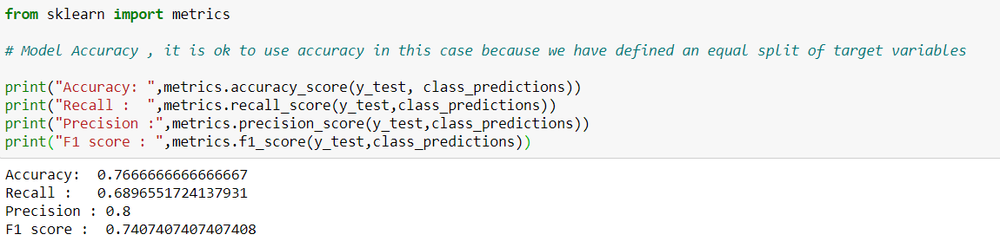 from sklearn import metrics
# Model Accuracy , it is ok to use accuracy in this case because we have defined an equal split of target variables
print("Accuracy: ",metrics.accuracy_score(y_test, class_predictions))
print("Recall :  ",metrics.recall_score(y_test,class_predictions))
print("Precision :",metrics.precision_score(y_test,class_predictions))
print("F1 score : ",metrics.f1_score(y_test,class_predictions))
Accuracy:  0.7666666666666667
Recall :   0.6896551724137931
Precision : 0.8
F1 score :  0.7407407407407408